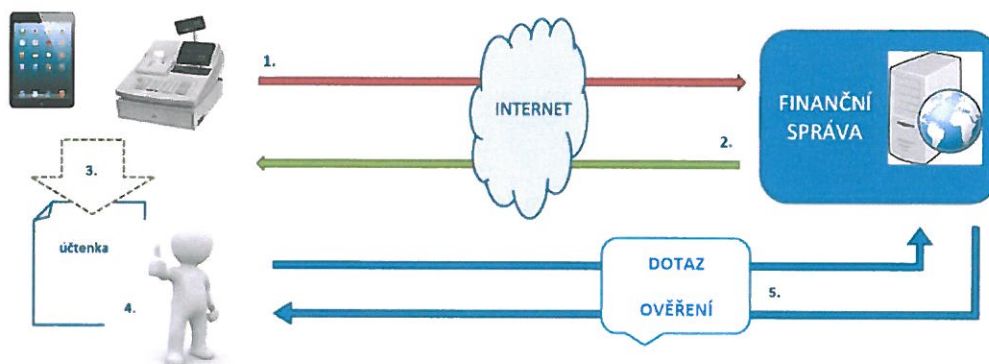 1.
INTERNET
2.
FINANČNÍ
SPRÁVA
3.
účtenka
4.
DOTAZ
5.
OVĚŘENÍ